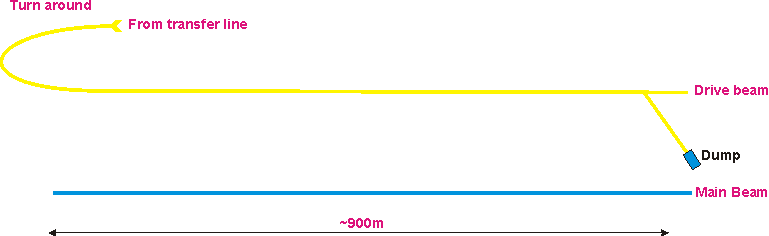 Turn around
From transfer line
Drive beam
Dump
Main Beam
~900m